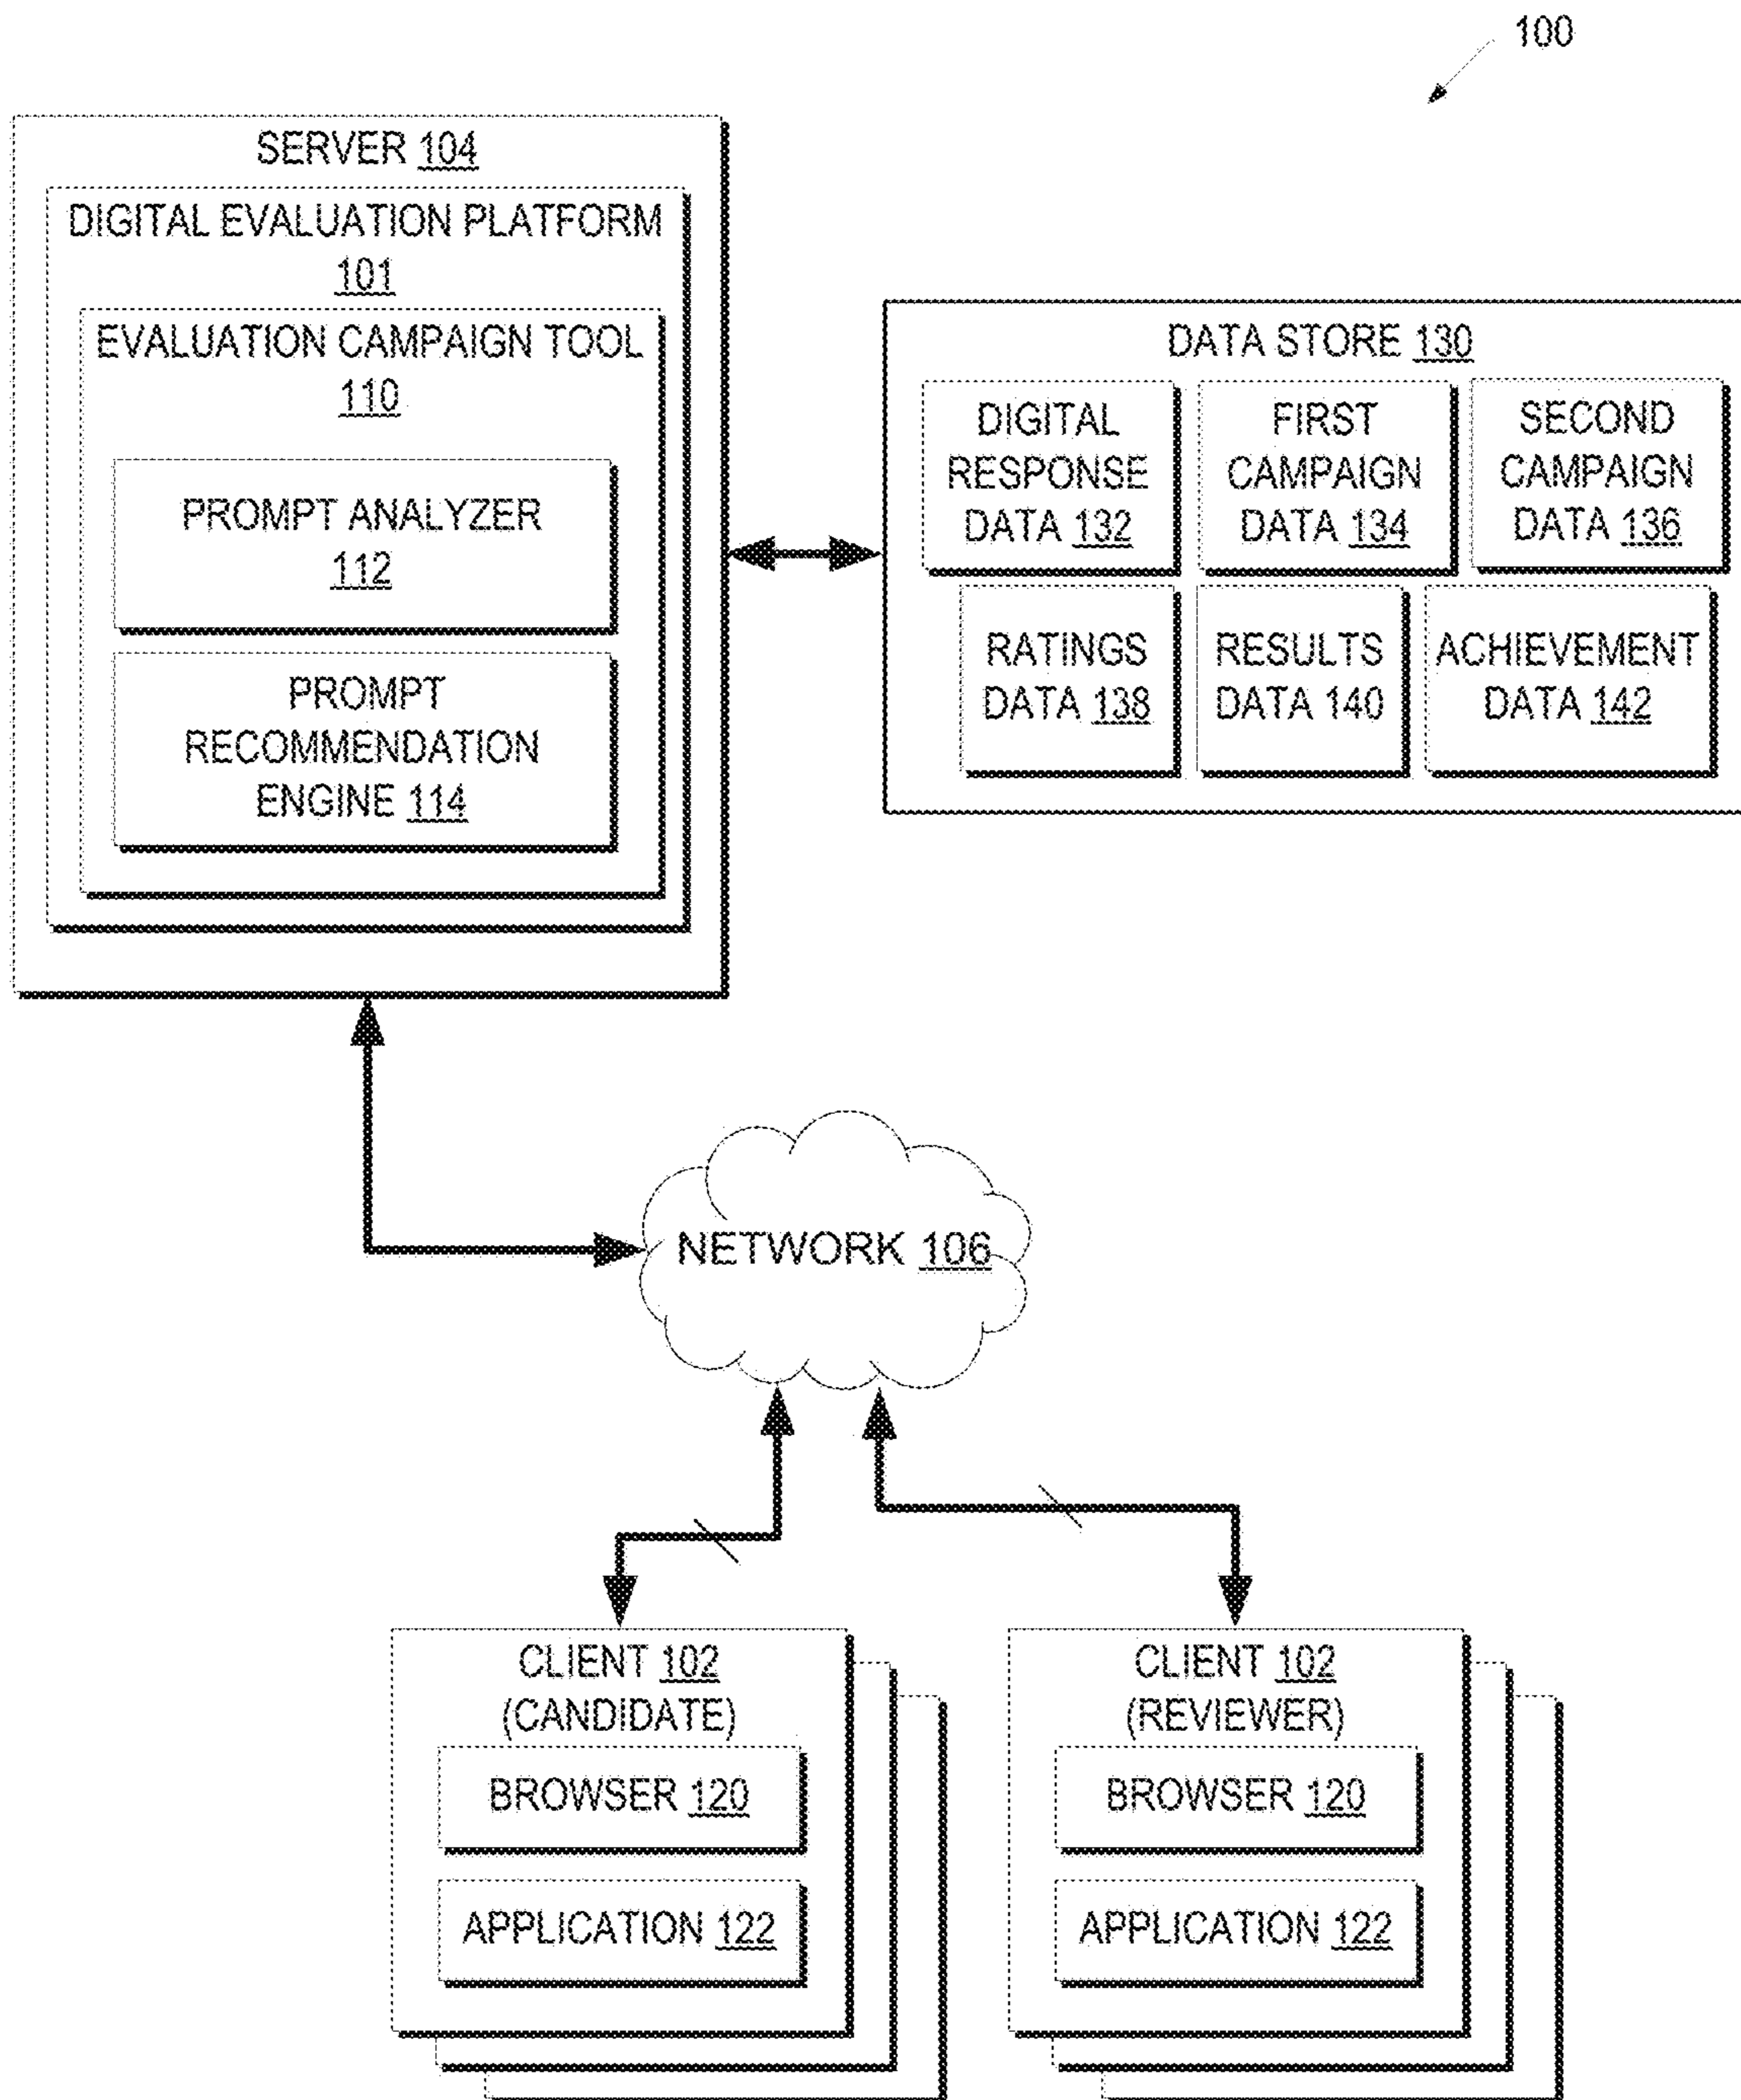 100
SERVER 104
DIGITAL EVALUATION PLATFORM
101
EVALUATION CAMPAIGN TOOL
110
PROMPT ANALYZER
112
PROMPT
RECOMMENDATION
ENGINE 114
DATA STORE 130
DIGITAL
RESPONSE
DATA 132
FIRST
CAMPAIGN
DATA 134
SECOND
CAMPAIGN
DATA 136
RATINGS
DATA 138
RESULTS
DATA 140
ACHIEVEMENT
DATA 142
NETWORK 106
CLIENT 102
(CANDIDATE)
BROWSER 120
APPLICATION 122
CLIENT 102
(REVIEWER)
BROWSER 120
APPLICATION 122